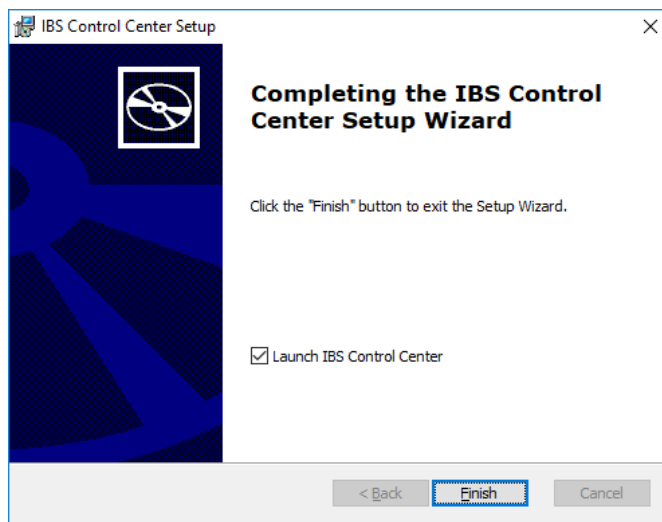 IBS Control Center Setup
Completing the IBS Control
Center Setup Wizard
Click the "Finish" button to exit the Setup Wizard.
Launch IBS Control Center
< Back
Finish
Cancel